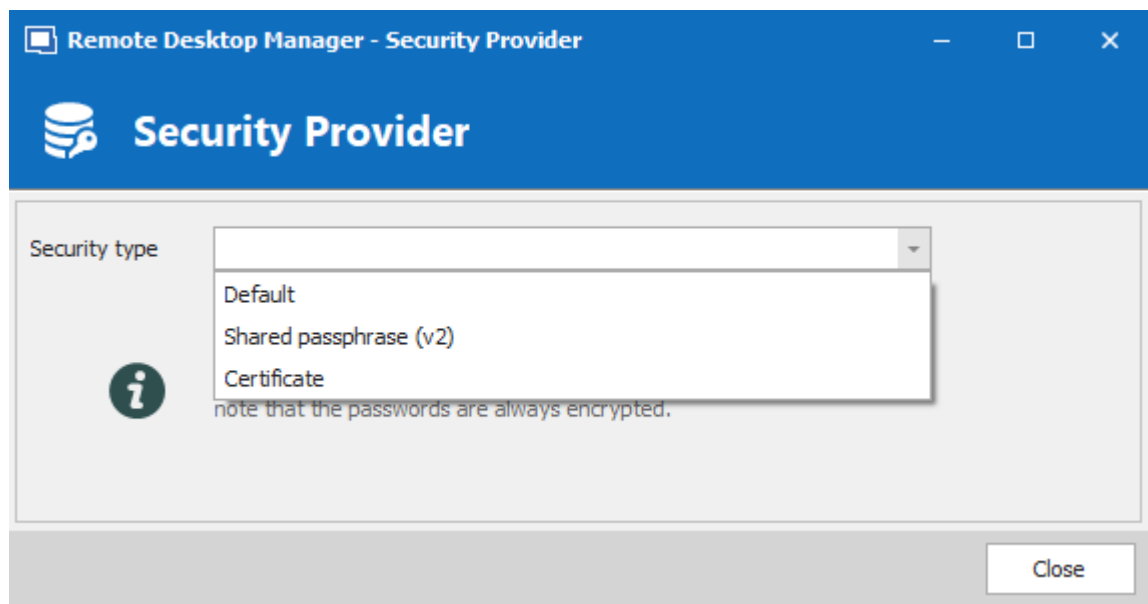 Remote Desktop Manager - Security Provider
Security Provider
Security type
Default
Shared passphrase (v2)
Certificate
note that the passwords are always encrypted.
Close